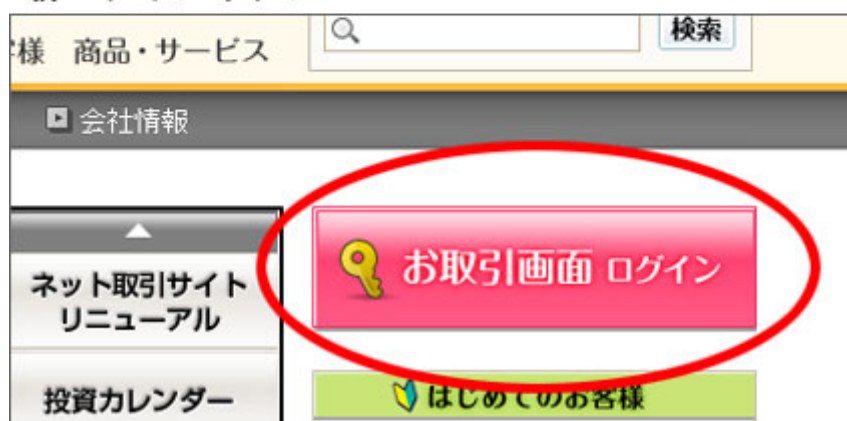 様 商品・サービス
検索
会社情報
お取引画面 ログイン
ネット取引サイト
リニューアル
はじめてのお客様
投資カレンダー